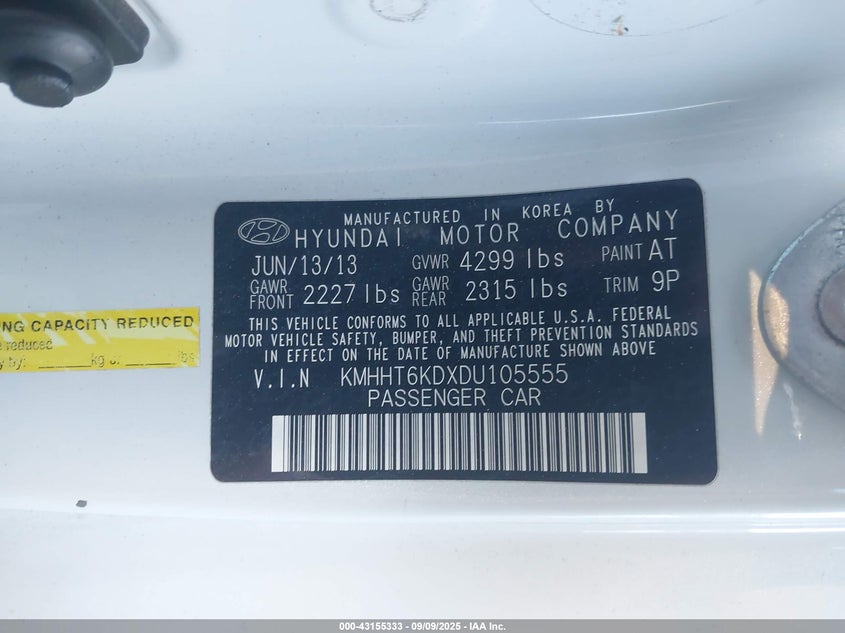 MANUFACTURED IN KOREA BY
HYUNDAI MOTOR COMPANY
JUN/13/13 GVWR 4299 lbs PAINT AT
GAWR FRONT 2227 lbs GAWR REAR 2315 lbs TRIM 9P
THIS VEHICLE CONFORMS TO ALL APPLICABLE U.S.A. FEDERAL
MOTOR VEHICLE SAFETY, BUMPER, AND THEFT PREVENTION STANDARDS
IN EFFECT ON THE DATE OF MANUFACTURE SHOWN ABOVE
V.I.N KMHHT6KDXDU105555
PASSENGER CAR
NG CAPACITY REDUCED
reduced
by: kg or lbs
000-43155333 - 09/09/2025 - IAA Inc.